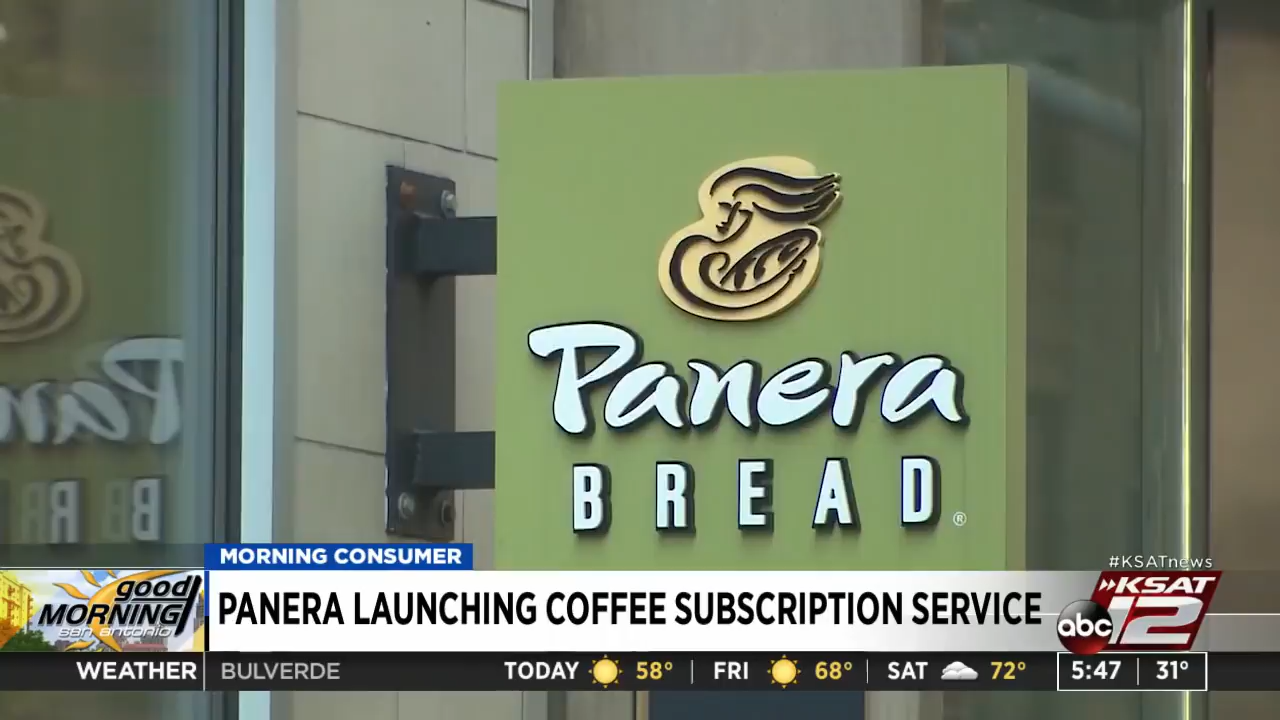 Panera
BREAD
®
MORNING CONSUMER
#KSATnews
good
MORNING
san antonio
PANERA LAUNCHING COFFEE SUBSCRIPTION SERVICE
KSAT
abc 12
WEATHER BULVERDE TODAY 58° FRI 68° SAT 72° 5:47 31°